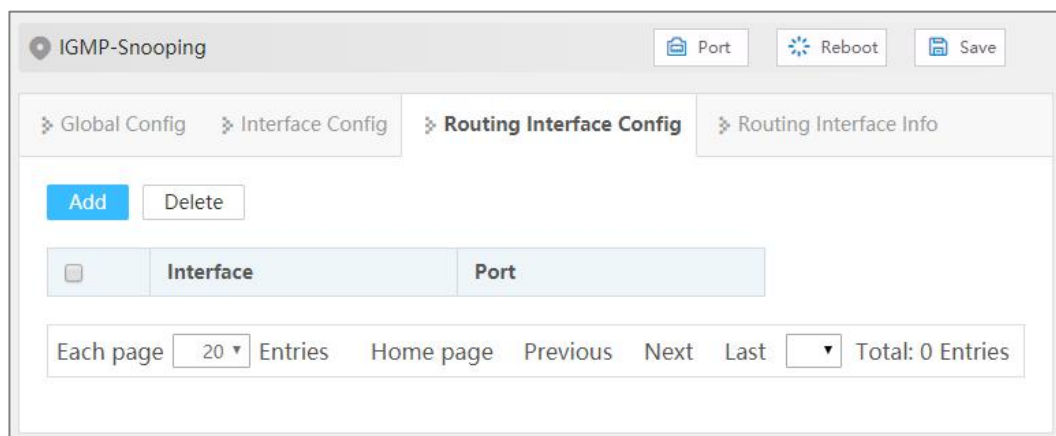 IGMP-Snooping Port Reboot Save
Global Config Interface Config Routing Interface Config Routing Interface Info
Add Delete
Interface Port
Each page 20 Entries Home page Previous Next Last Total: 0 Entries